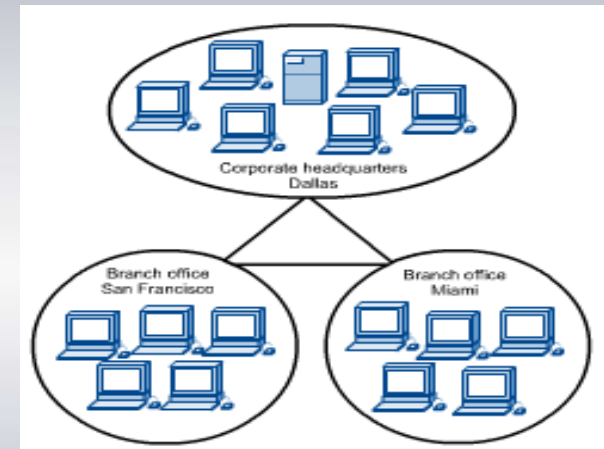 Corporate headquarters
Dallas
Branch office
San Francisco
Branch office
Miami